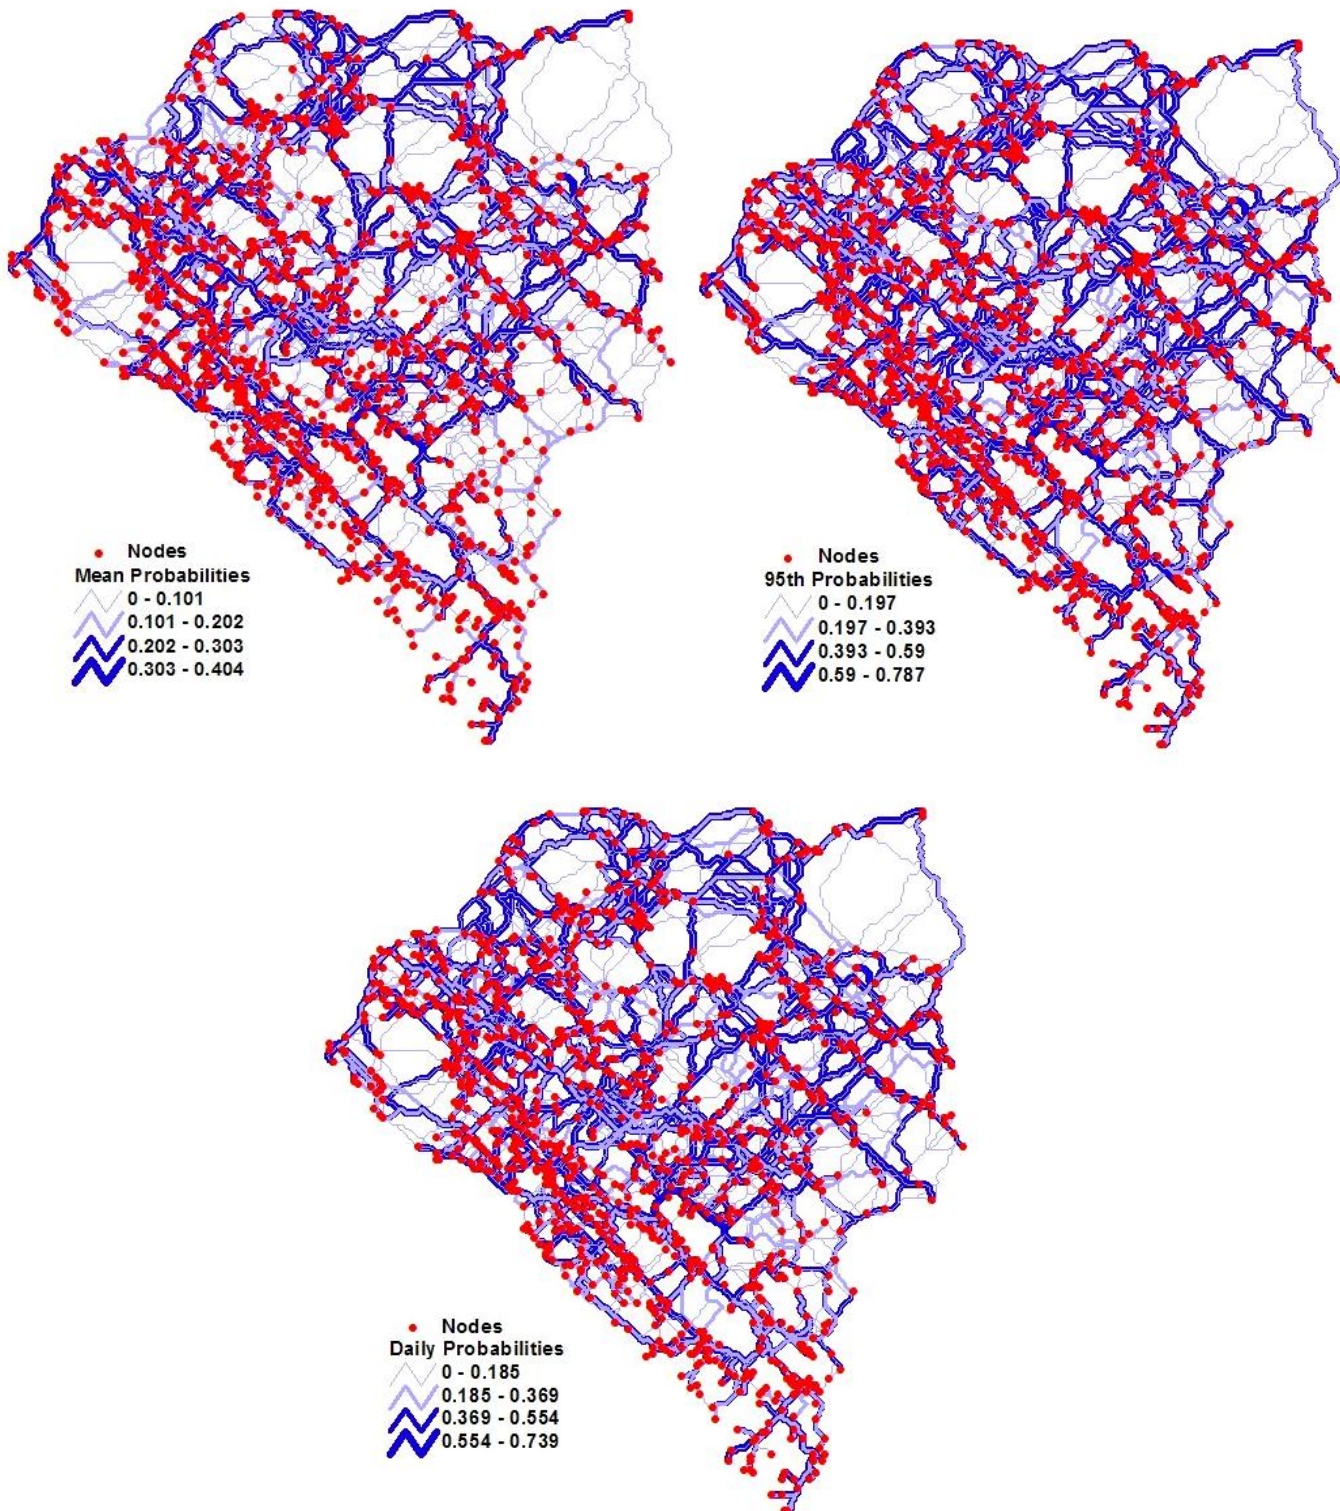 Nodes
Mean Probabilities
0 - 0.101
0.101 - 0.202
0.202 - 0.303
0.303 - 0.404
Nodes
95th Probabilities
0 - 0.197
0.197 - 0.393
0.393 - 0.59
0.59 - 0.787
Nodes
Daily Probabilities
0 - 0.185
0.185 - 0.369
0.369 - 0.554
0.554 - 0.739